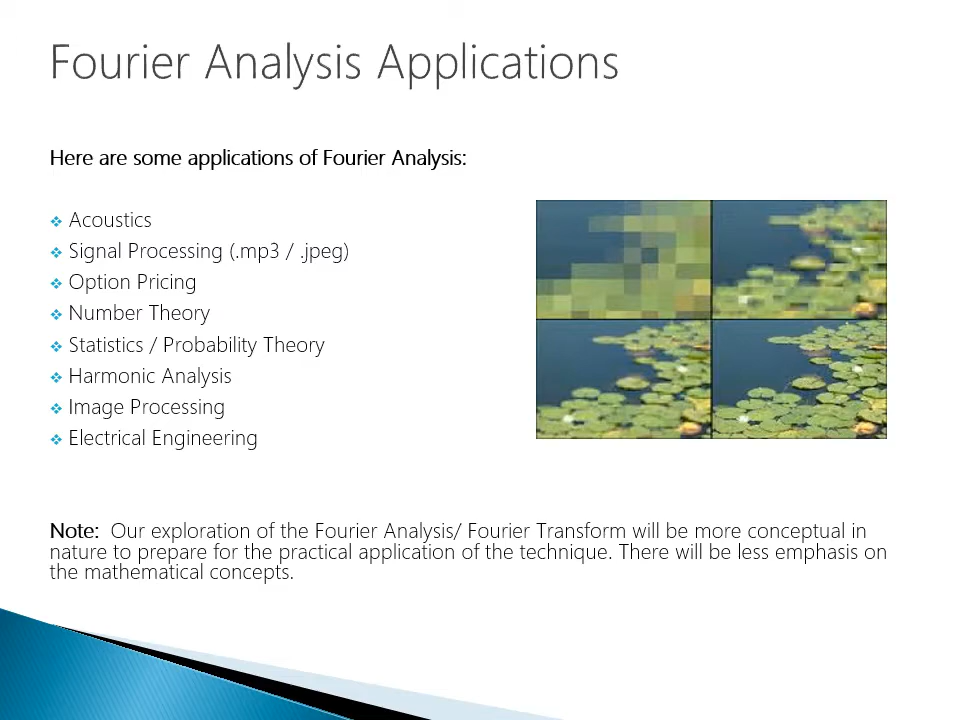 Fourier Analysis Applications
Here are some applications of Fourier Analysis:
Acoustics
Signal Processing (.mp3 / .jpeg)
Option Pricing
Number Theory
Statistics / Probability Theory
Harmonic Analysis
Image Processing
Electrical Engineering
Note: Our exploration of the Fourier Analysis/ Fourier Transform will be more conceptual in
nature to prepare for the practical application of the technique. There will be less emphasis on
the mathematical concepts.